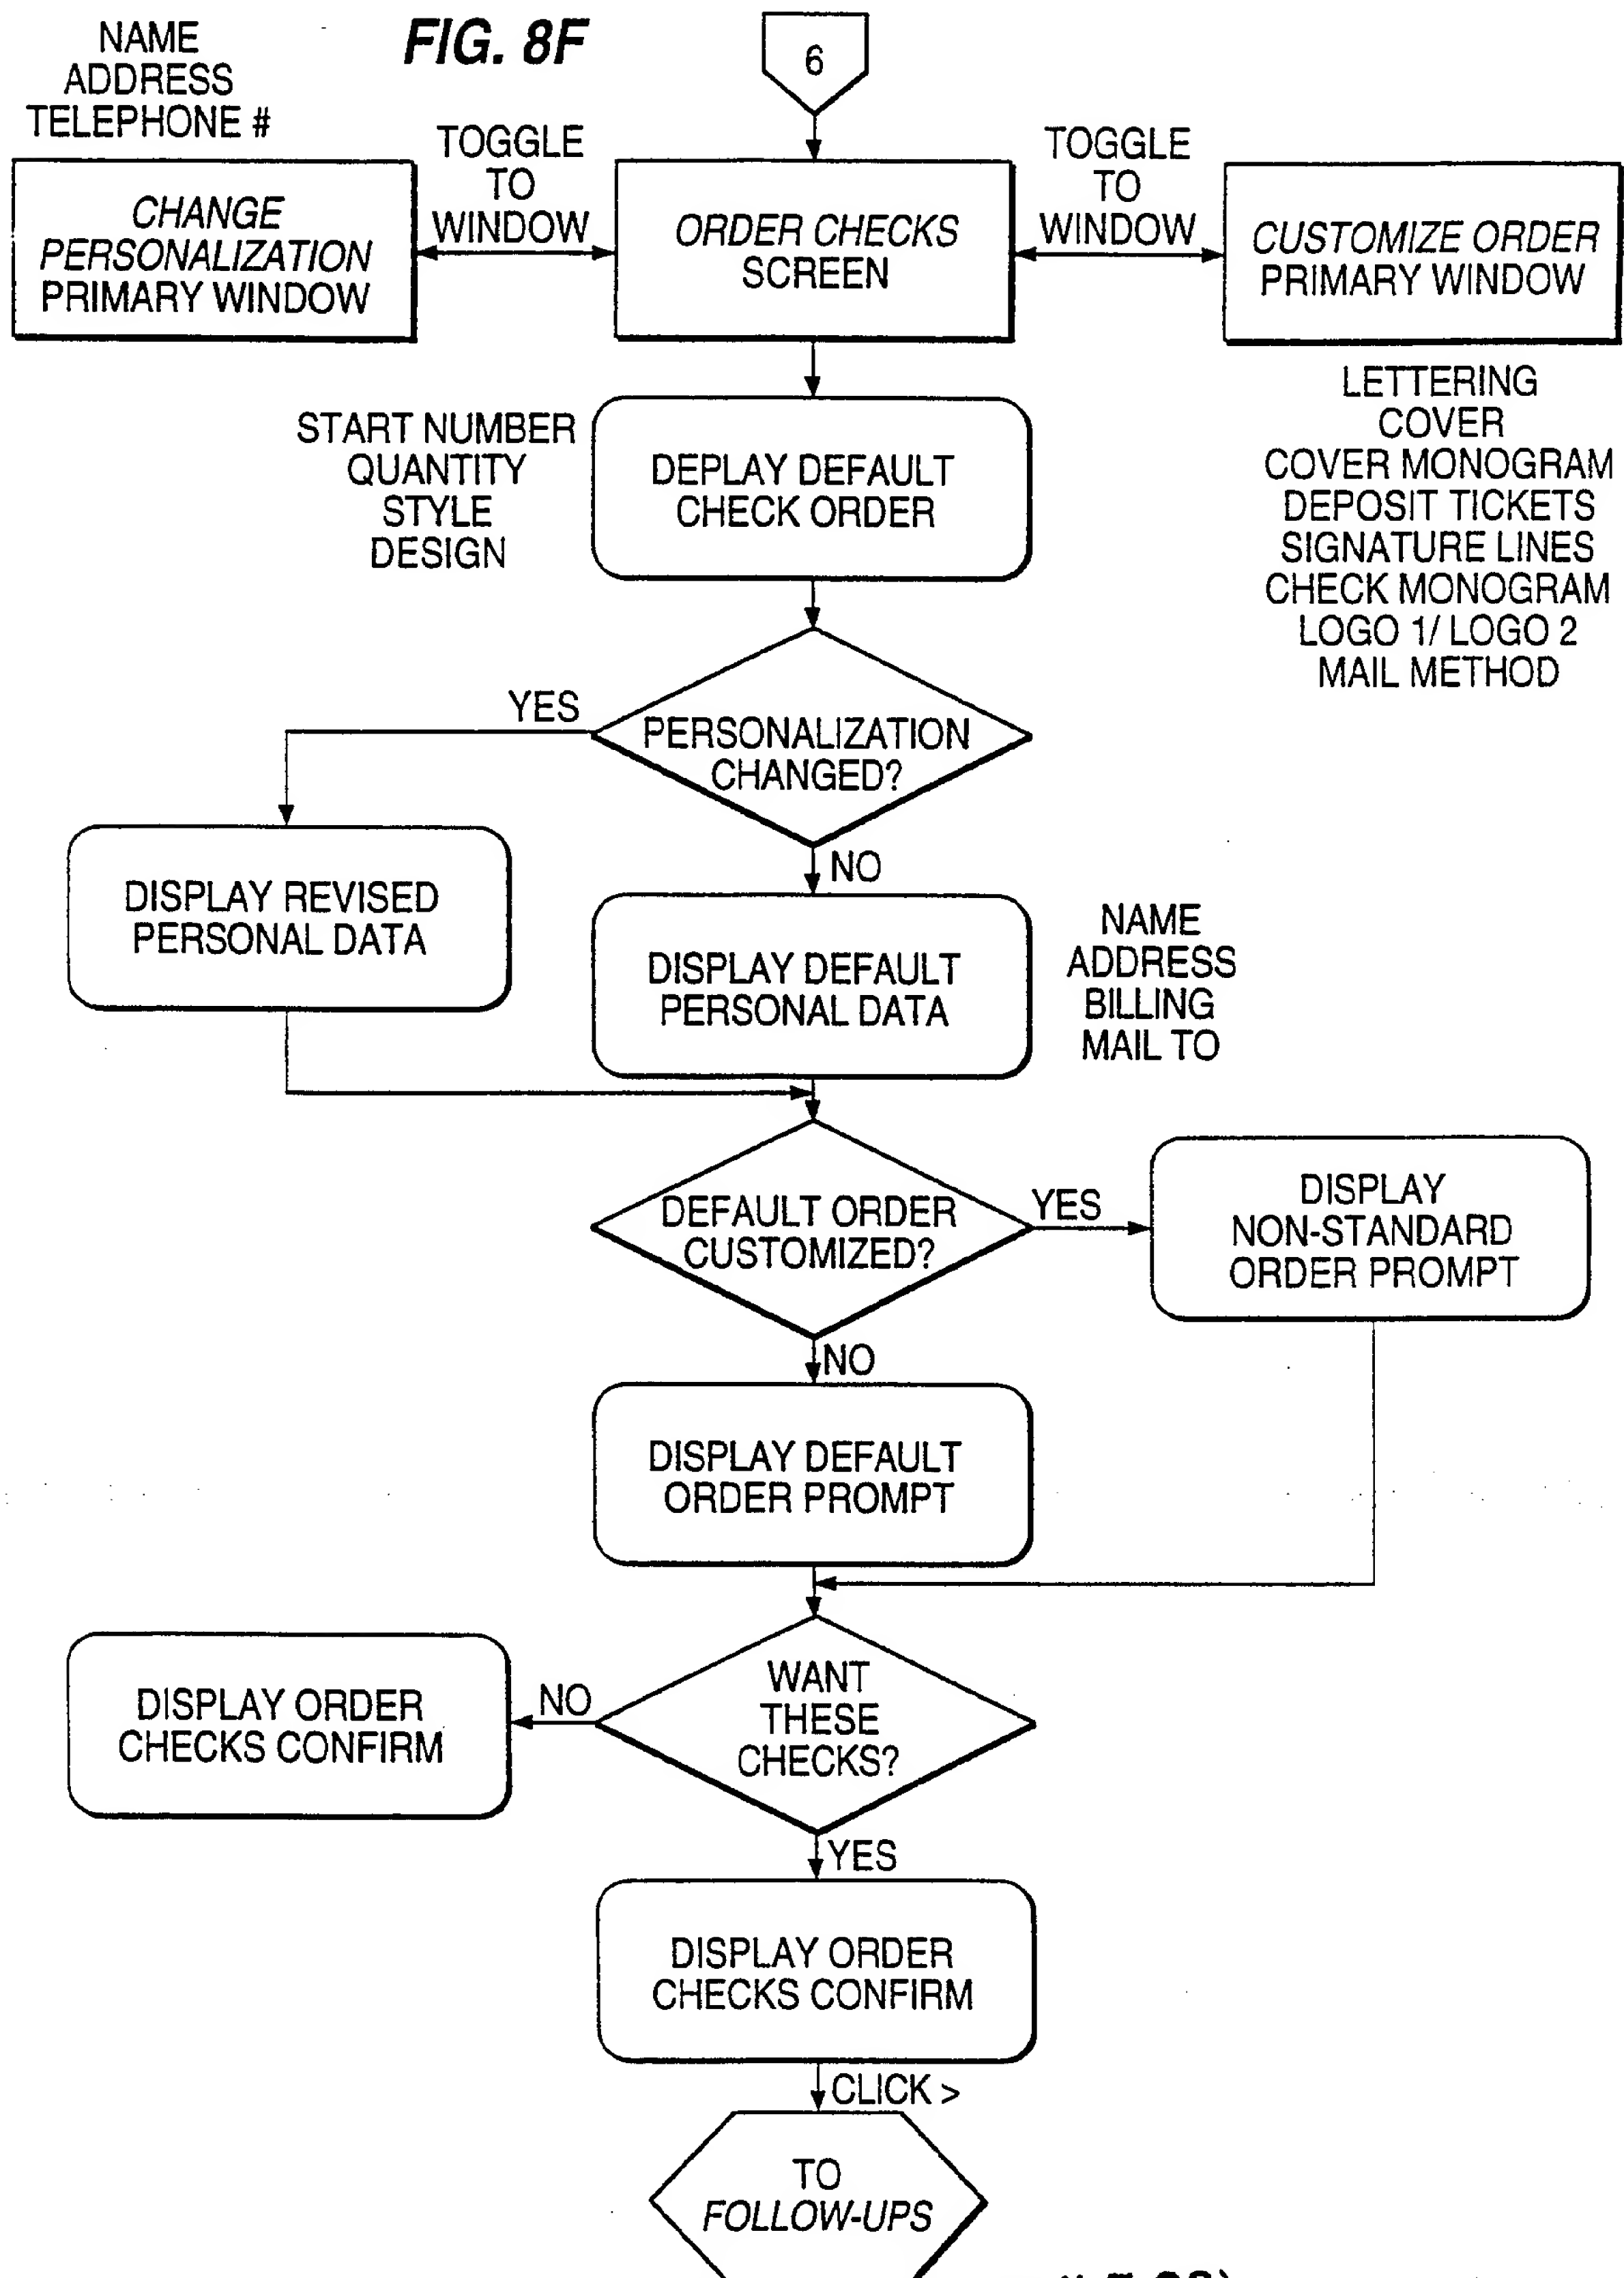 FIG. 8F
6
NAME
ADDRESS
TELEPHONE #
CHANGE
PERSONALIZATION
PRIMARY WINDOW
TOGGLE
TO
WINDOW
ORDER CHECKS
SCREEN
TOGGLE
TO
WINDOW
CUSTOMIZE ORDER
PRIMARY WINDOW
LETTERING
COVER
COVER MONOGRAM
DEPOSIT TICKETS
SIGNATURE LINES
CHECK MONOGRAM
LOGO 1/ LOGO 2
MAIL METHOD
START NUMBER
QUANTITY
STYLE
DESIGN
DEPLAY DEFAULT
CHECK ORDER
PERSONALIZATION
CHANGED?
YES
NO
DISPLAY REVISED
PERSONAL DATA
DISPLAY DEFAULT
PERSONAL DATA
NAME
ADDRESS
BILLING
MAIL TO
DEFAULT ORDER
CUSTOMIZED?
YES
DISPLAY
NON-STANDARD
ORDER PROMPT
NO
DISPLAY DEFAULT
ORDER PROMPT
WANT
THESE
CHECKS?
NO
DISPLAY ORDER
CHECKS CONFIRM
YES
DISPLAY ORDER
CHECKS CONFIRM
CLICK >
TO
FOLLOW-UPS